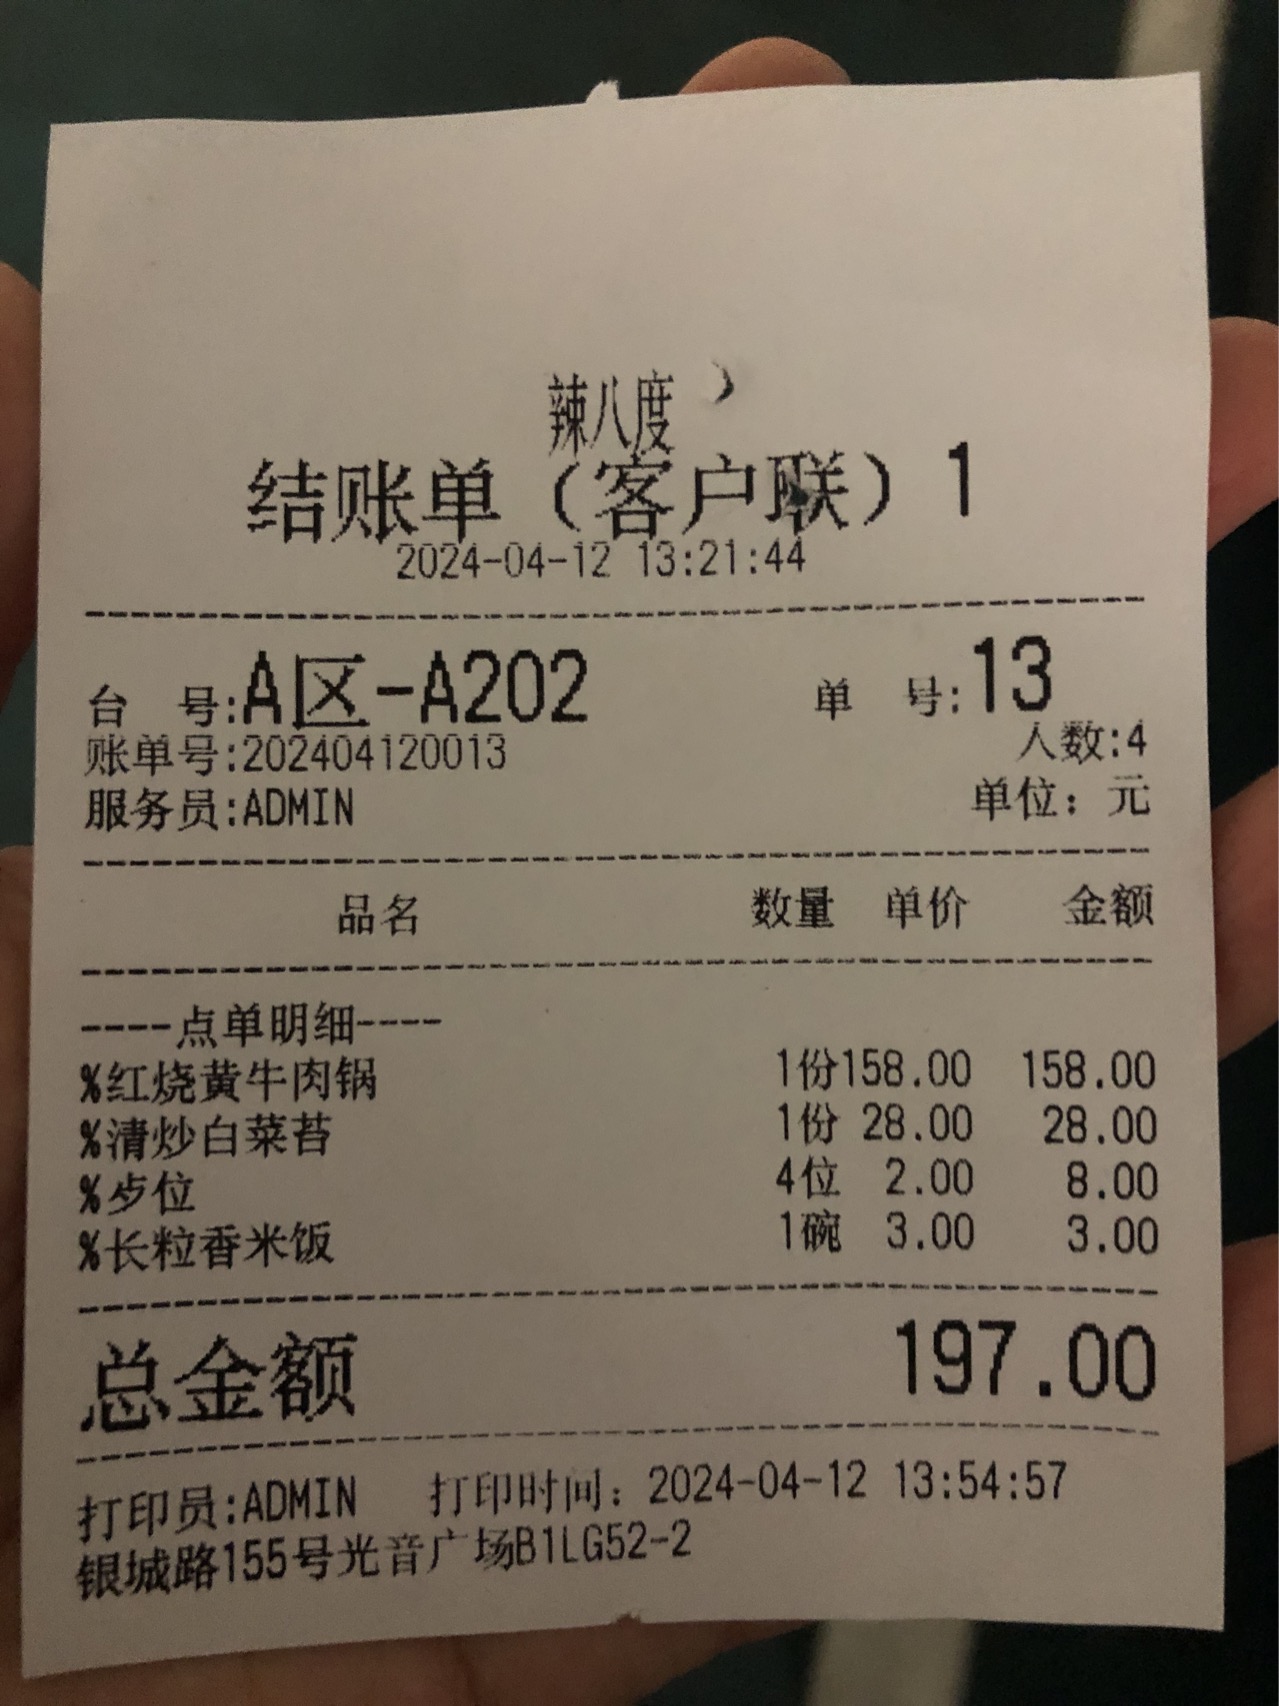 辣八度
结账单（客户联）1
2024-04-12 13:21:44
台 号:A区-A202 单 号:13
账单号:202404120013 人数:4
服务员:ADMIN 单位：元
品名 数量 单价 金额
----点单明细----
%红烧黄牛肉锅 1份158.00 158.00
%清炒白菜苔 1份 28.00 28.00
%歺位 4位 2.00 8.00
%长粒香米饭 1碗 3.00 3.00
总金额 197.00
打印员:ADMIN 打印时间：2024-04-12 13:54:57
银城路155号光音广场B1LG52-2